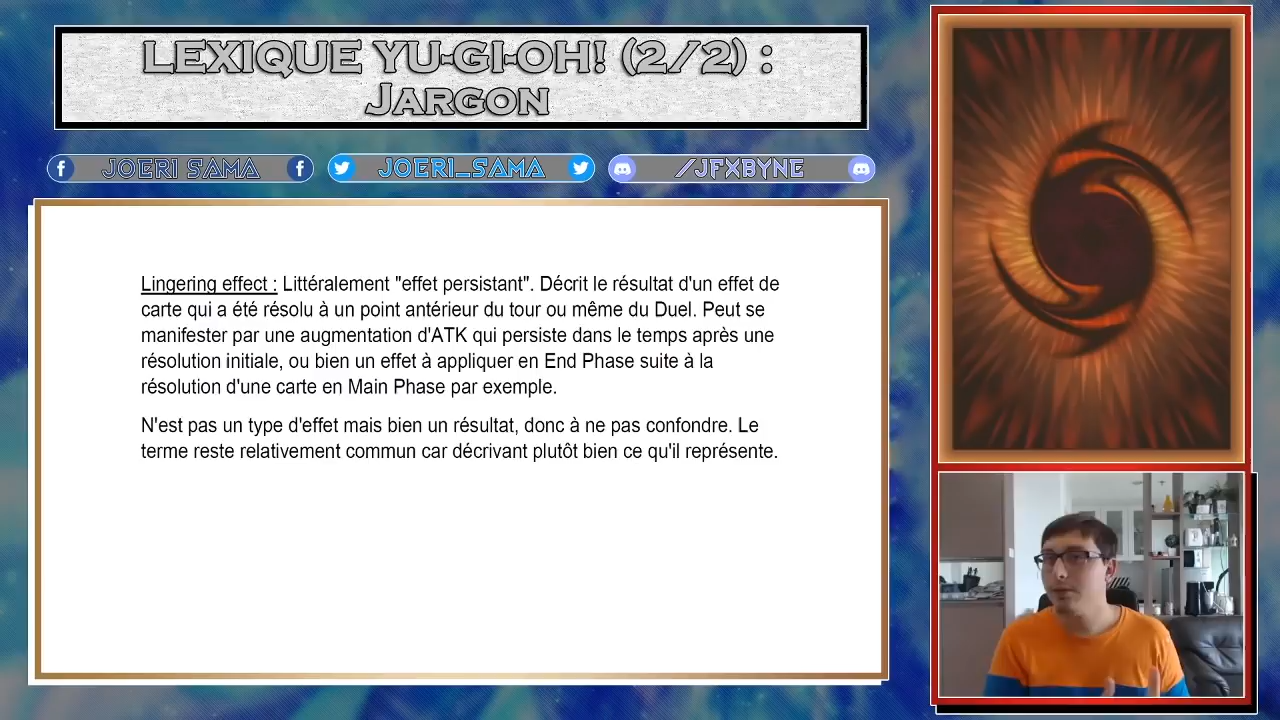 LEXIQUE YU-GI-OH! (2/2) :
JARGON
JOERI SAMA
JOERI_SAMA
/JFXBYNE
Lingering effect : Littéralement "effet persistant". Décrit le résultat d'un effet de
carte qui a été résolu à un point antérieur du tour ou même du Duel. Peut se
manifester par une augmentation d'ATK qui persiste dans le temps après une
résolution initiale, ou bien un effet à appliquer en End Phase suite à la
résolution d'une carte en Main Phase par exemple.
N'est pas un type d'effet mais bien un résultat, donc à ne pas confondre. Le
terme reste relativement commun car décrivant plutôt bien ce qu'il représente.